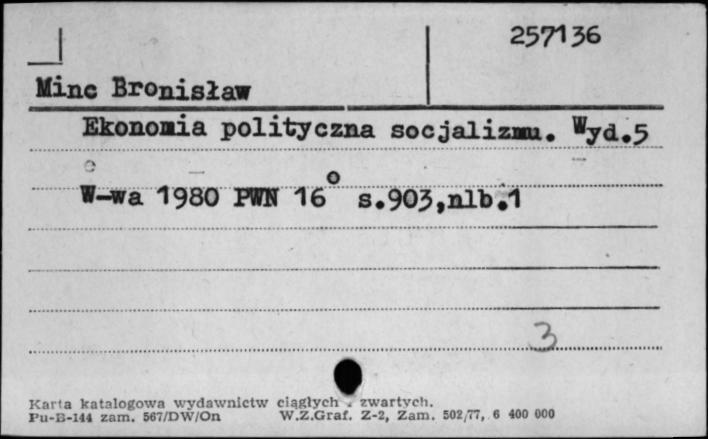 257136
Minc Bronisław
Ekonomia polityczna socjalizmu. Wyd.5
W-wa 1980 PWN 16° s.903,nlb.1
3
Karta katalogowa wydawnictw ciągłych i zwartych.
Pu-B-144 zam. 567/DW/On W.Z.Graf. Z-2, Zam. 502/77, 6 400 000